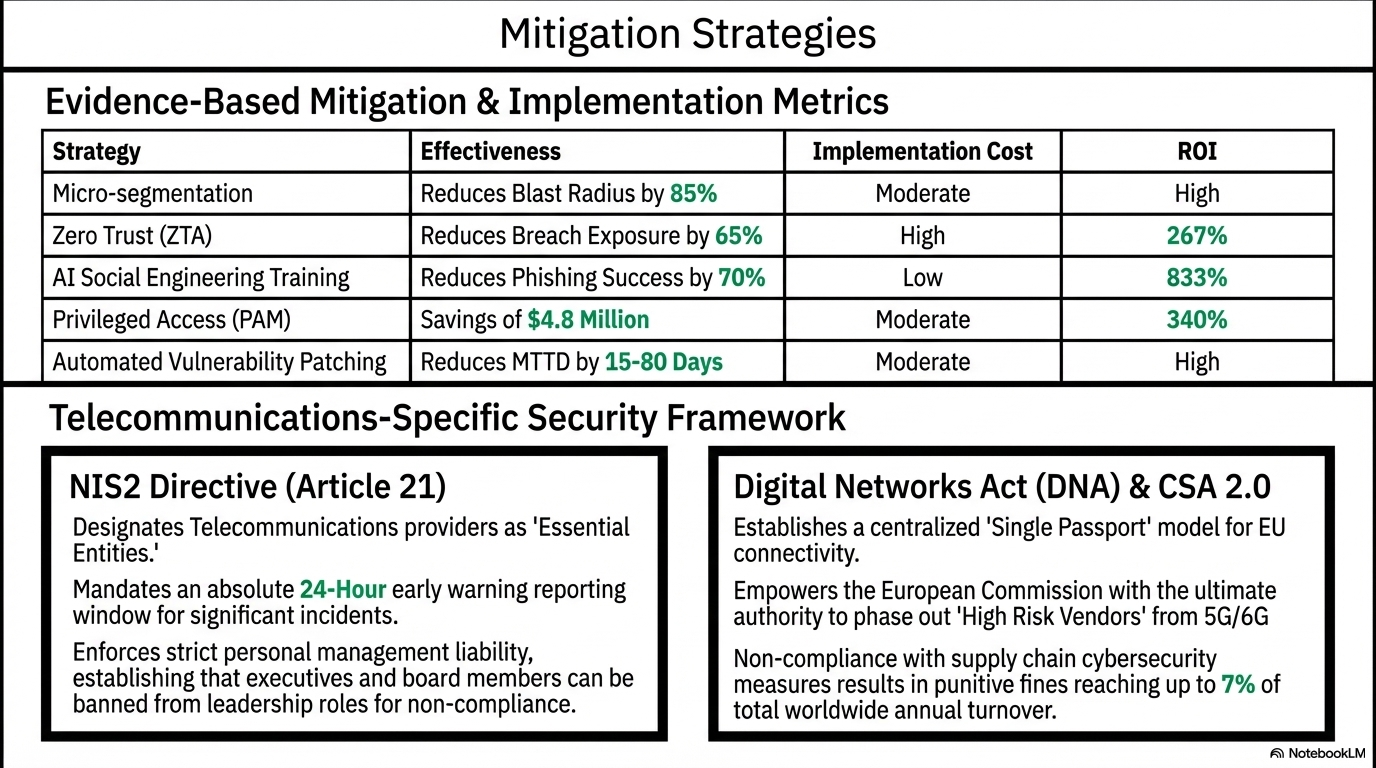 Mitigation Strategies
Evidence-Based Mitigation & Implementation Metrics
Strategy Effectiveness Implementation Cost ROI
Micro-segmentation Reduces Blast Radius by 85% Moderate High
Zero Trust (ZTA) Reduces Breach Exposure by 65% High 267%
AI Social Engineering Training Reduces Phishing Success by 70% Low 833%
Privileged Access (PAM) Savings of $4.8 Million Moderate 340%
Automated Vulnerability Patching Reduces MTTD by 15-80 Days Moderate High
Telecommunications-Specific Security Framework
NIS2 Directive (Article 21)
Designates Telecommunications providers as 'Essential
Entities.'
Mandates an absolute 24-Hour early warning reporting
window for significant incidents.
Enforces strict personal management liability,
establishing that executives and board members can be
banned from leadership roles for non-compliance.
Digital Networks Act (DNA) & CSA 2.0
Establishes a centralized 'Single Passport' model for EU
connectivity.
Empowers the European Commission with the ultimate
authority to phase out 'High Risk Vendors' from 5G/6G
Non-compliance with supply chain cybersecurity
measures results in punitive fines reaching up to 7% of
total worldwide annual turnover.
NotebookLM